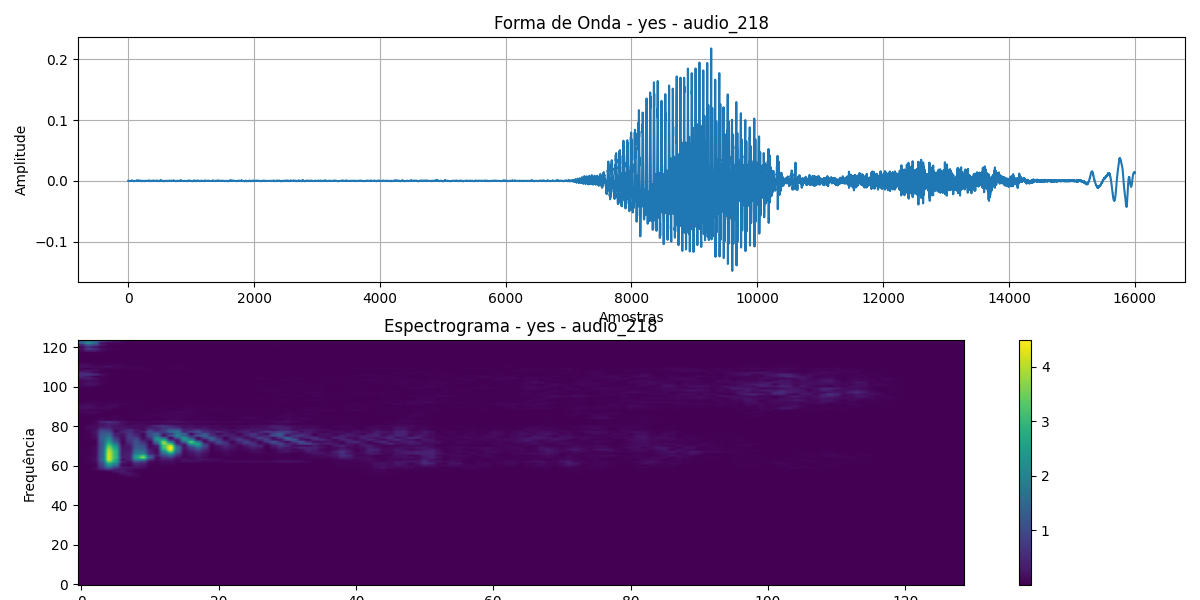 Forma de Onda - yes - audio_218
0.2
0.1
0.0
−0.1
Amplitude
0 2000 4000 6000 8000 10000 12000 14000 16000
Amostras
Espectrograma - yes - audio_218
120
100
80
60
40
20
0
Frequência
4
3
2
1
0 20 40 60 80 100 120